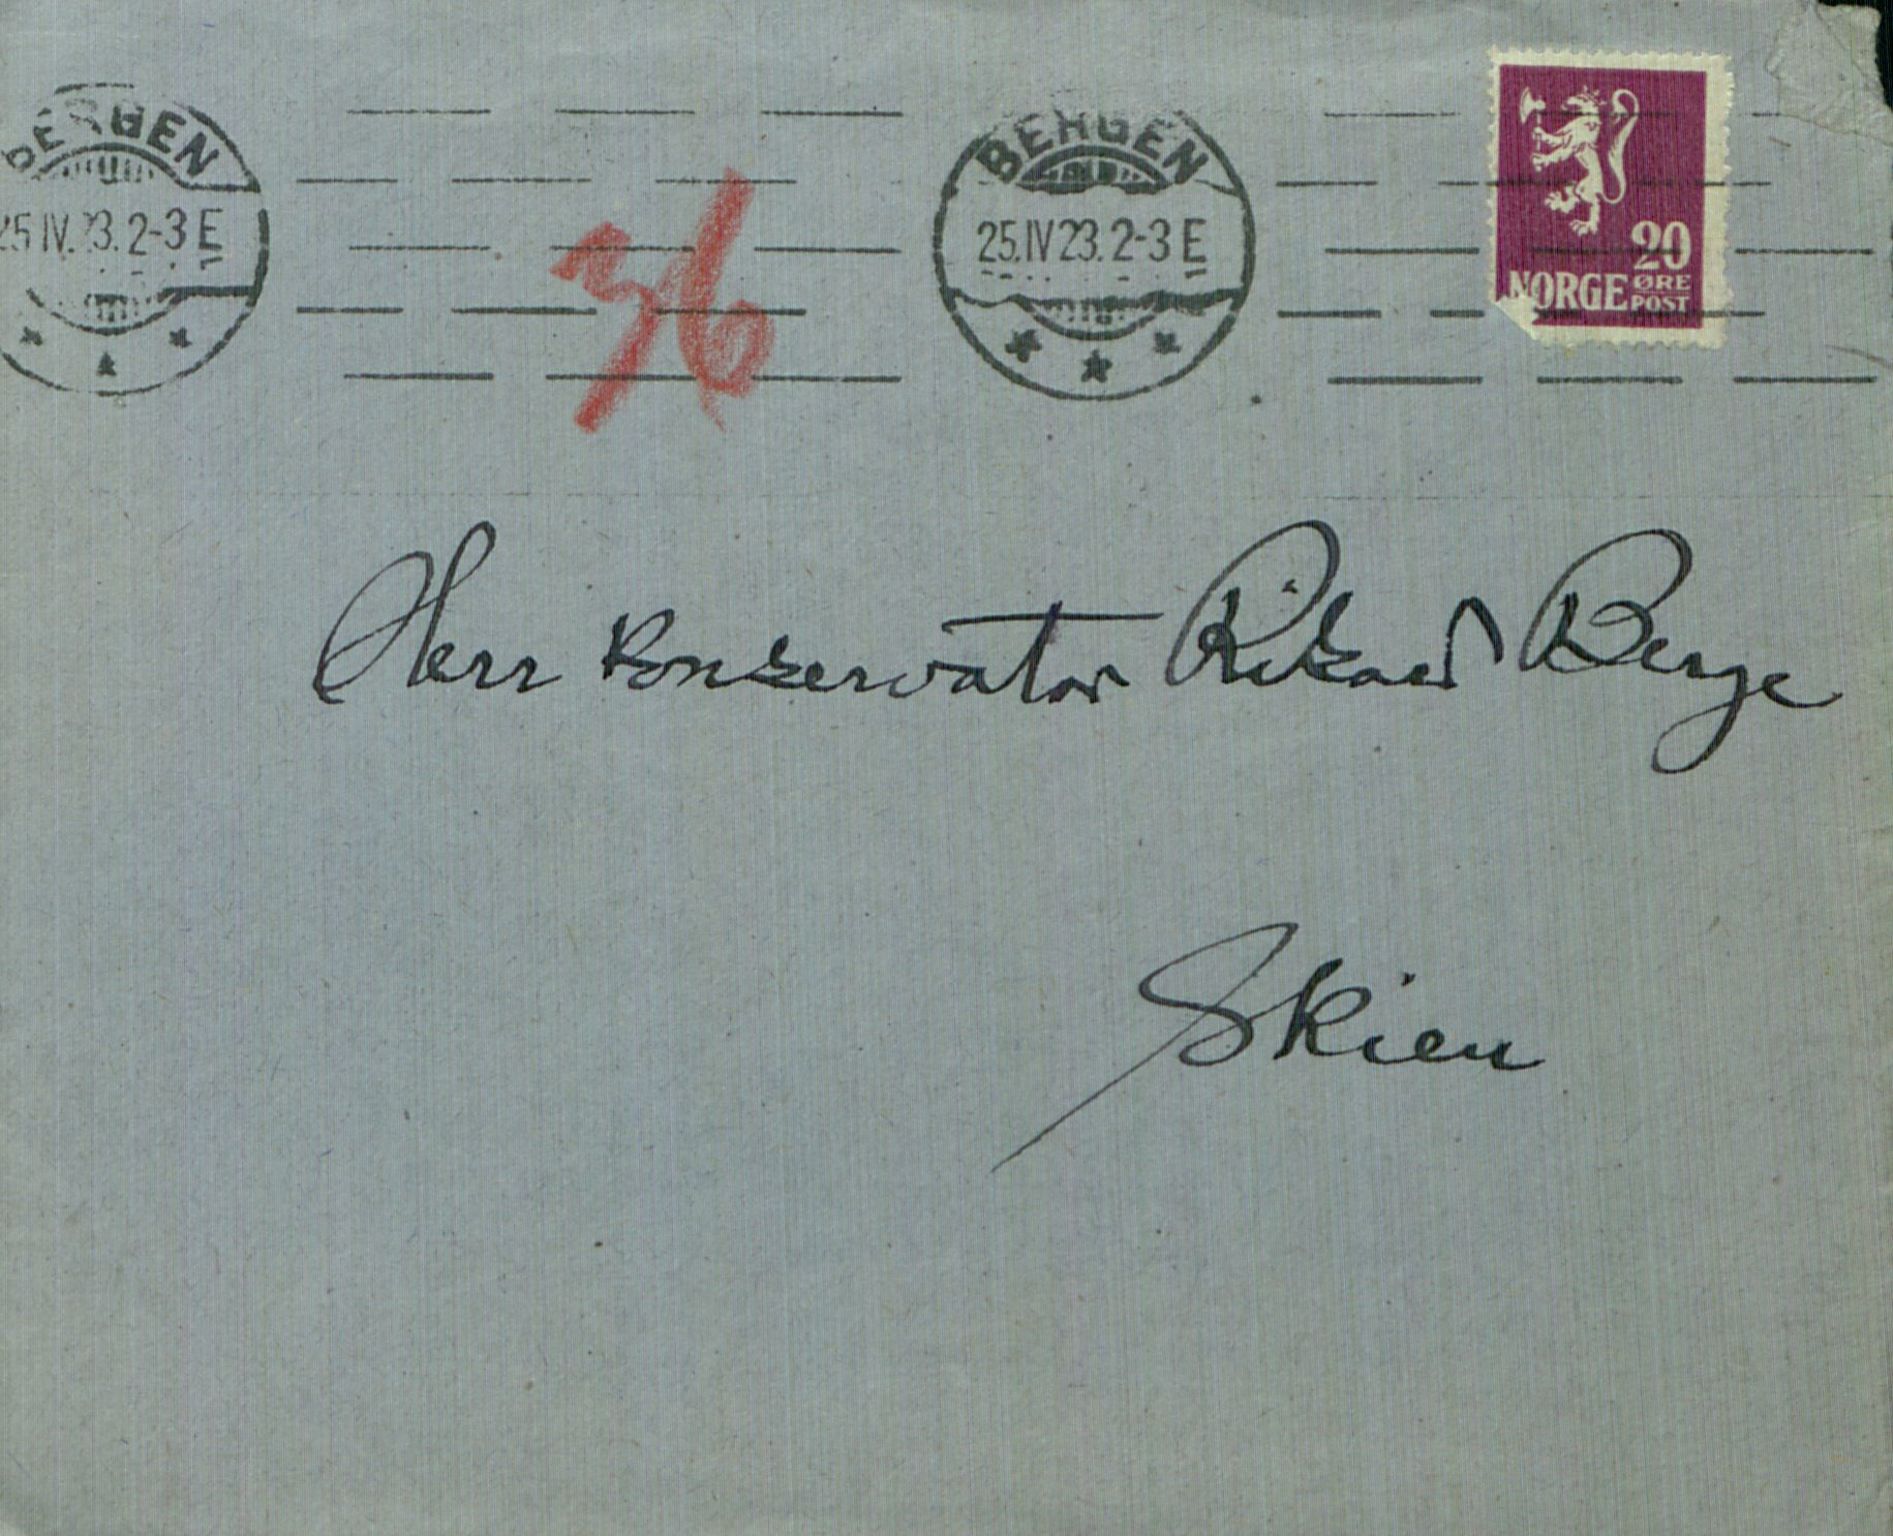 BERGEN
25.IV.23. 2-3 E
BERGEN
25.IV 23. 2-3 E
20
NORGE ØRE
POST
Herr Konservator Rikard Berge
Skien